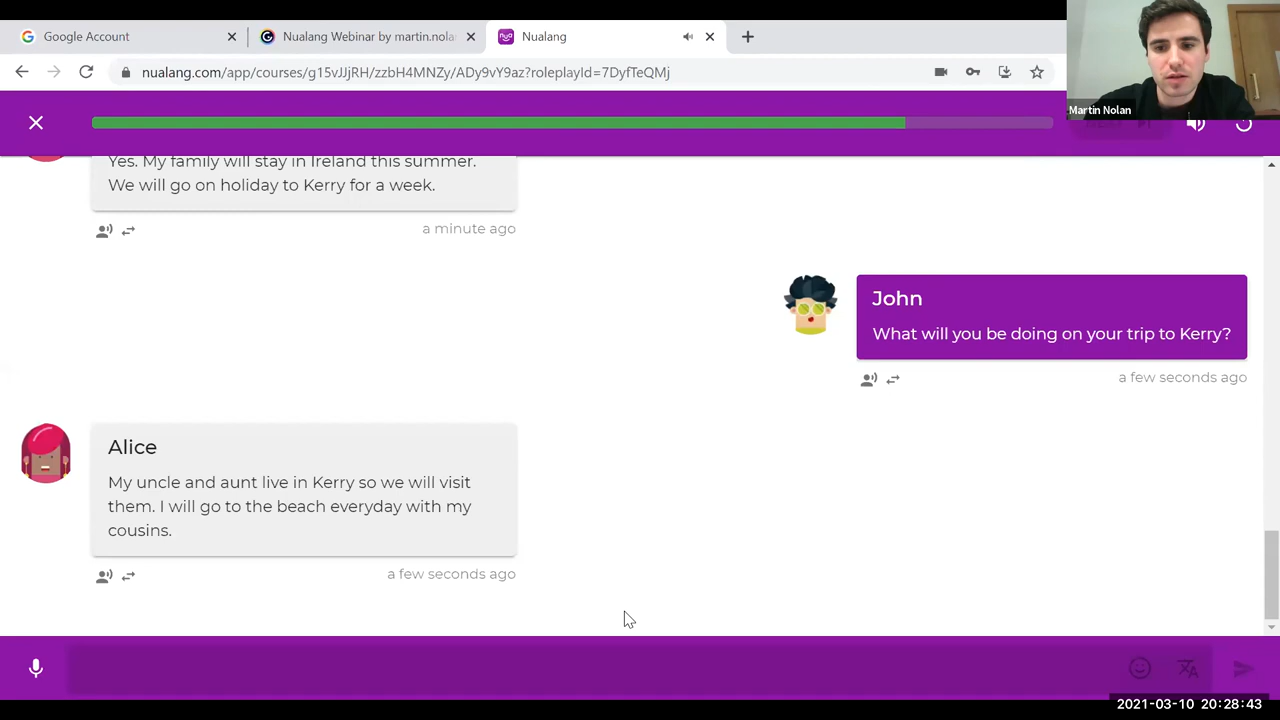 Google Account
Nualang Webinar by martin.nola
Nualang
nualang.com/app/courses/g15vJJjRH/zzbH4MNZy/ADy9vY9az?roleplayId=7DyfTeQMj
Martin Nolan
Yes. My family will stay in Ireland this summer.
We will go on holiday to Kerry for a week.
a minute ago
John
What will you be doing on your trip to Kerry?
a few seconds ago
Alice
My uncle and aunt live in Kerry so we will visit
them. I will go to the beach everyday with my
cousins.
a few seconds ago
2021-03-10 20:28:43